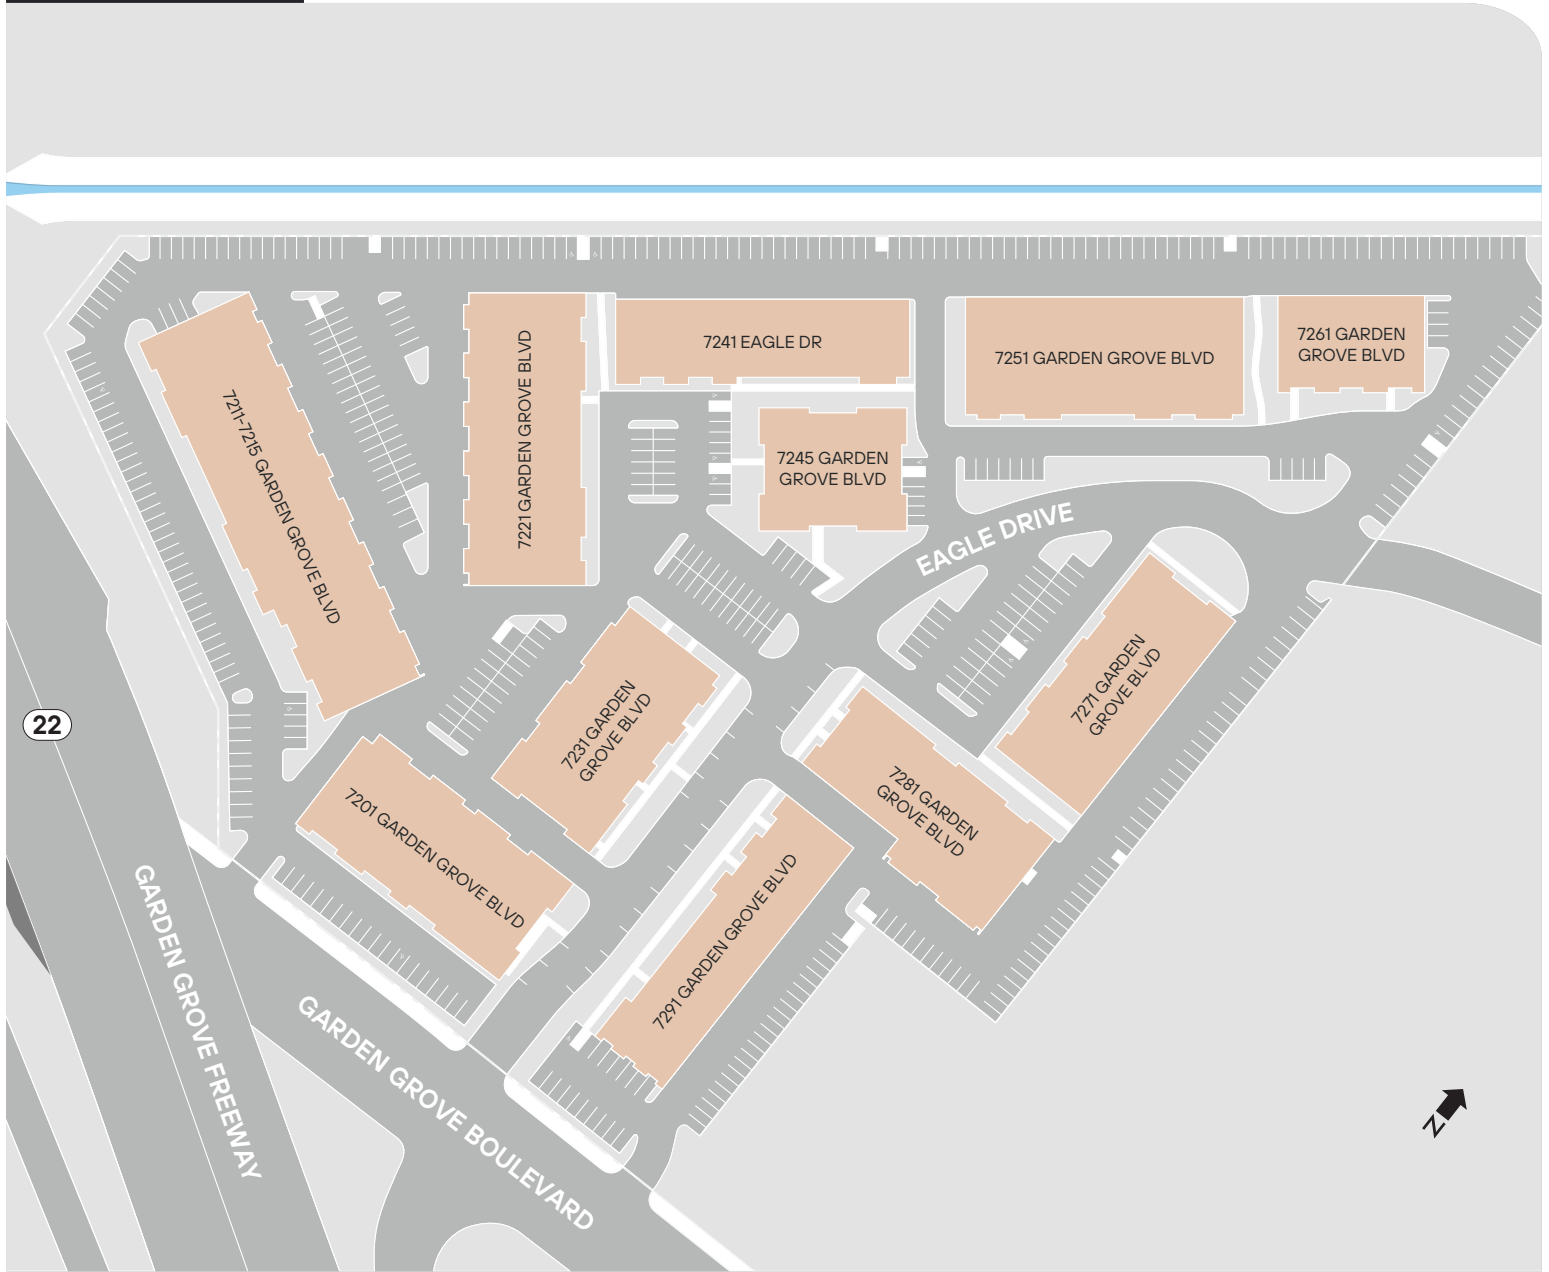 7241 EAGLE DR
7251 GARDEN GROVE BLVD
7261 GARDEN
GROVE BLVD
7211-7215 GARDEN GROVE BLVD
7221 GARDEN GROVE BLVD
7245 GARDEN
GROVE BLVD
EAGLE DRIVE
7231 GARDEN
GROVE BLVD
7271 GARDEN
GROVE BLVD
22
7201 GARDEN GROVE BLVD
7281 GARDEN
GROVE BLVD
7291 GARDEN GROVE BLVD
GARDEN GROVE FREEWAY
GARDEN GROVE BOULEVARD
N